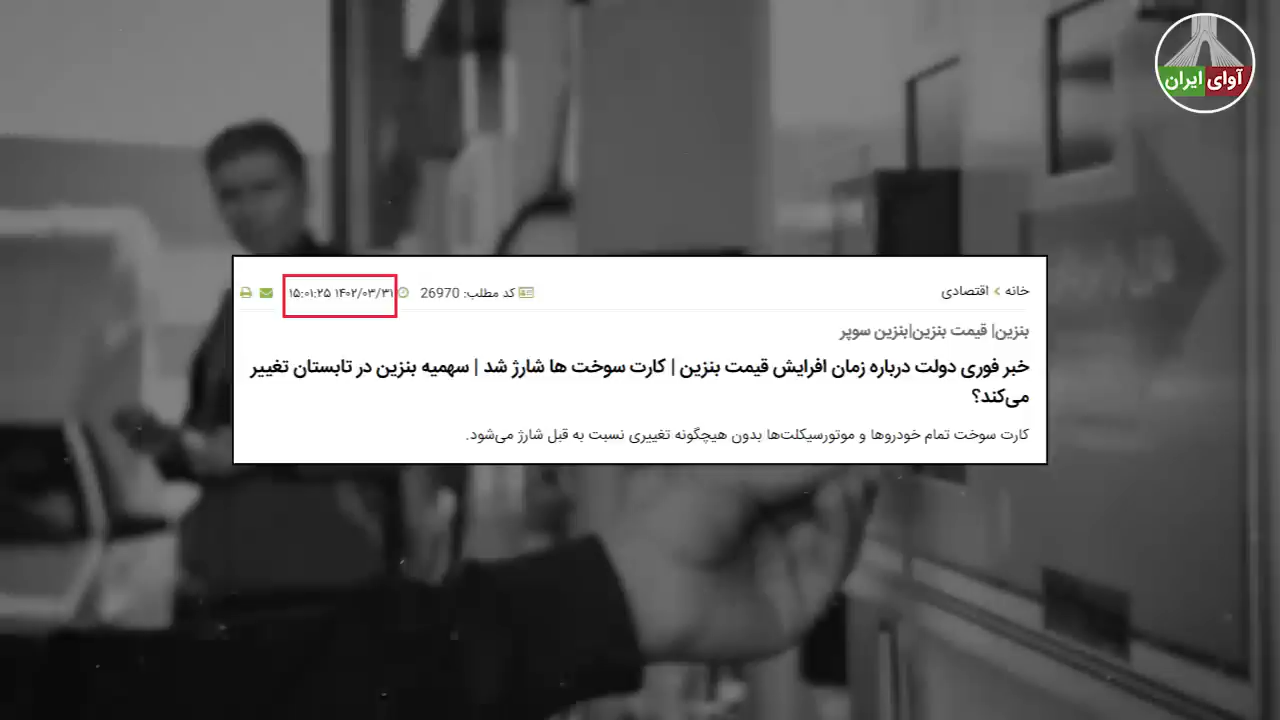 آوای ایران
خانه › اقتصادی
کد مطلب: 26970
۱۴۰۲/۰۳/۳۱ ۱۵:۰۱:۲۵
بنزین| قیمت بنزین|بنزین سوپر
خبر فوری دولت درباره زمان افرایش قیمت بنزین | کارت سوخت ها شارژ شد | سهمیه بنزین در تابستان تغییر
می‌کند؟
کارت سوخت تمام خودروها و موتورسیکلت‌ها بدون هیچگونه تغییری نسبت به قبل شارژ می‌شود.